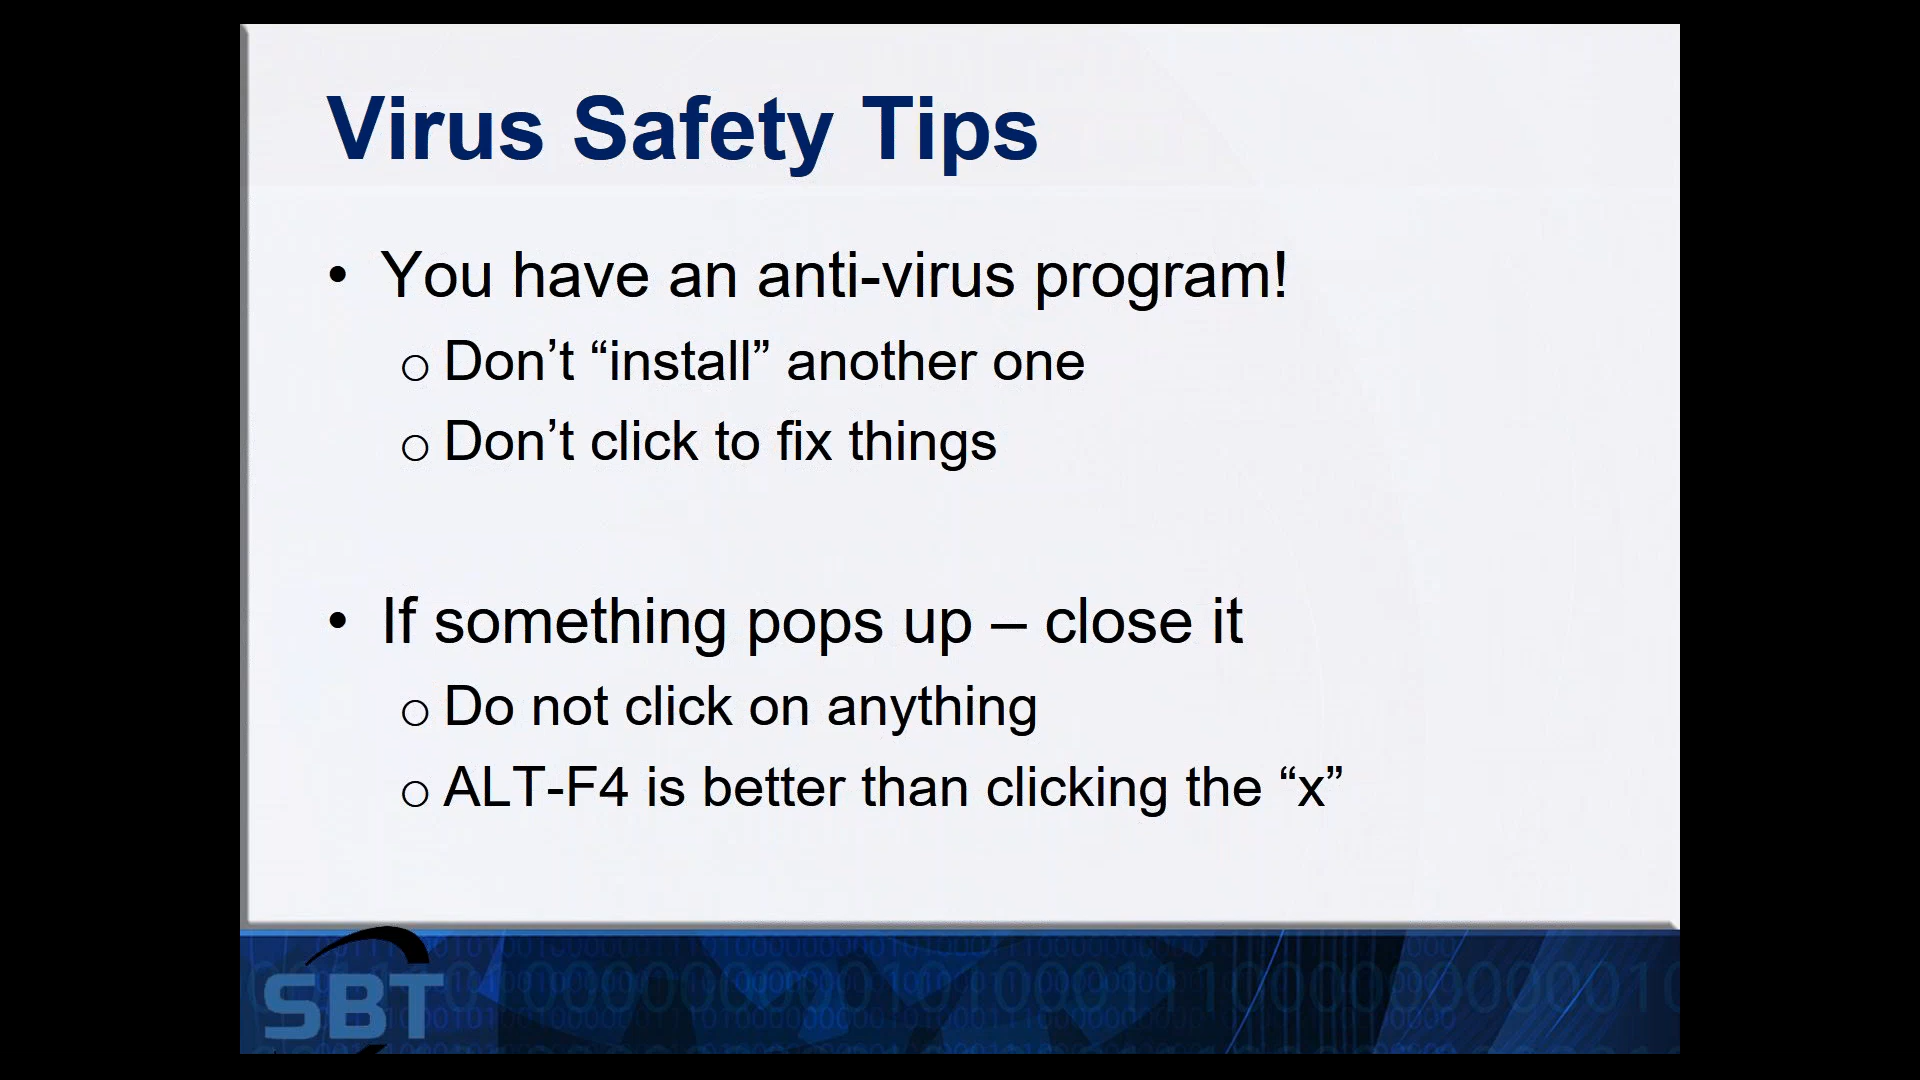 Virus Safety Tips
• You have an anti-virus program!
o Don’t “install” another one
o Don’t click to fix things
• If something pops up – close it
o Do not click on anything
o ALT-F4 is better than clicking the “x”
SBT